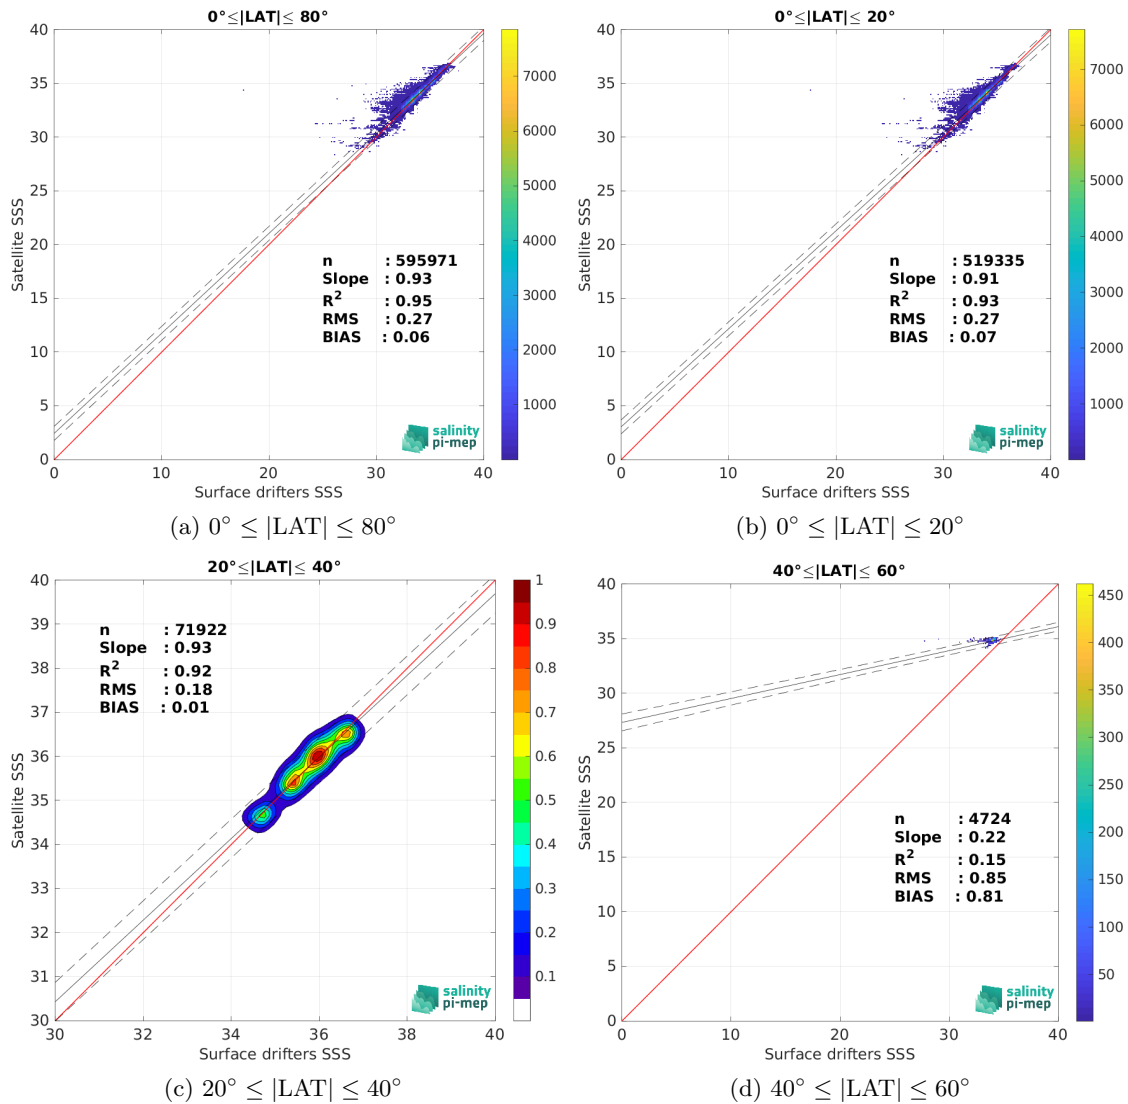 0°≤|LAT|≤ 80°
40
35
30
25
20
15
10
5
0
0
10
20
30
40
Satellite SSS
Surface drifters SSS
n : 595971
Slope : 0.93
R² : 0.95
RMS : 0.27
BIAS : 0.06
salinity
pi-mep
7000
6000
5000
4000
3000
2000
1000
(a) 0° ≤ |LAT| ≤ 80°
0°≤|LAT|≤ 20°
40
35
30
25
20
15
10
5
0
0
10
20
30
40
Satellite SSS
Surface drifters SSS
n : 519335
Slope : 0.91
R² : 0.93
RMS : 0.27
BIAS : 0.07
salinity
pi-mep
7000
6000
5000
4000
3000
2000
1000
(b) 0° ≤ |LAT| ≤ 20°
20°≤|LAT|≤ 40°
40
39
38
37
36
35
34
33
32
31
30
30
32
34
36
38
40
Satellite SSS
Surface drifters SSS
n : 71922
Slope : 0.93
R² : 0.92
RMS : 0.18
BIAS : 0.01
salinity
pi-mep
1
0.9
0.8
0.7
0.6
0.5
0.4
0.3
0.2
0.1
(c) 20° ≤ |LAT| ≤ 40°
40°≤|LAT|≤ 60°
40
35
30
25
20
15
10
5
0
0
10
20
30
40
Satellite SSS
Surface drifters SSS
n : 4724
Slope : 0.22
R² : 0.15
RMS : 0.85
BIAS : 0.81
salinity
pi-mep
450
400
350
300
250
200
150
100
50
(d) 40° ≤ |LAT| ≤ 60°